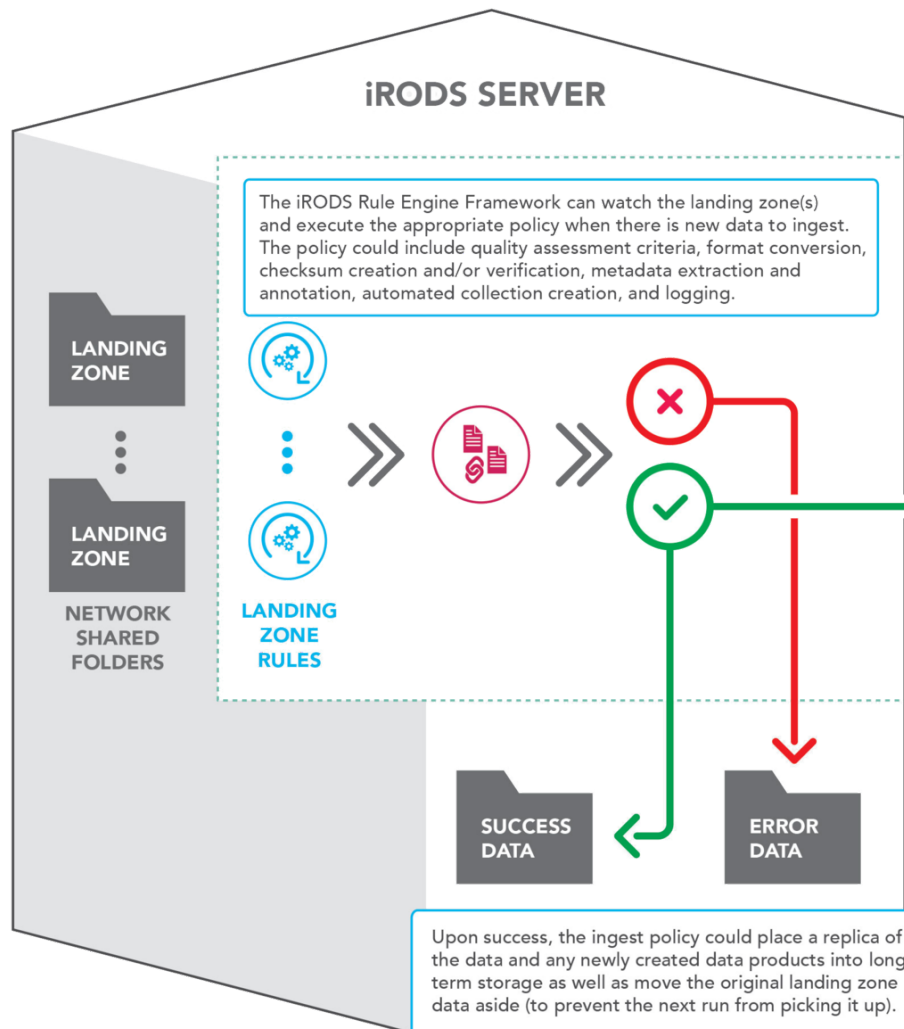 iRODS SERVER
The iRODS Rule Engine Framework can watch the landing zone(s)
and execute the appropriate policy when there is new data to ingest.
The policy could include quality assessment criteria, format conversion,
checksum creation and/or verification, metadata extraction and
annotation, automated collection creation, and logging.
LANDING
ZONE
LANDING
ZONE
NETWORK
SHARED
FOLDERS
LANDING
ZONE
RULES
SUCCESS
DATA
ERROR
DATA
Upon success, the ingest policy could place a replica of
the data and any newly created data products into long
term storage as well as move the original landing zone
data aside (to prevent the next run from picking it up).